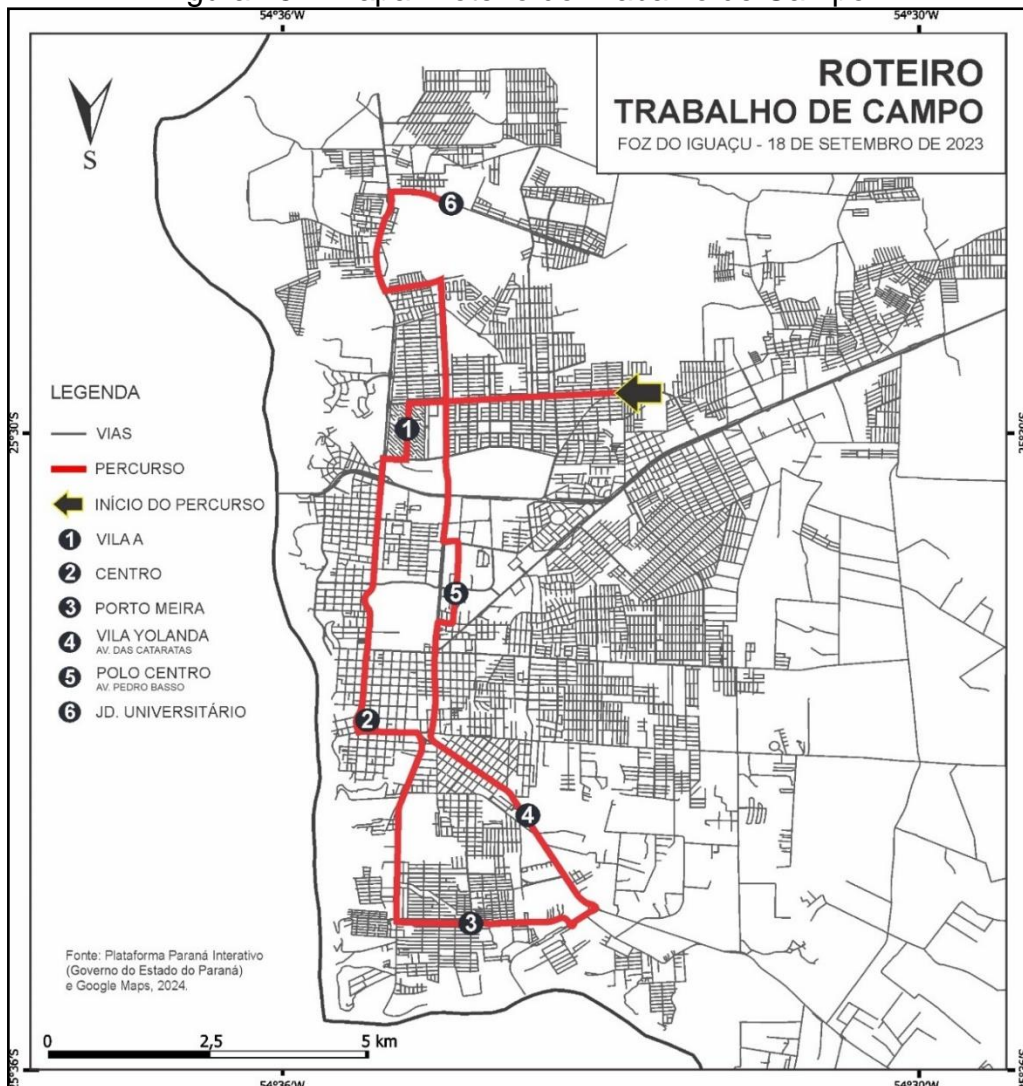 54°36'W
54°30'W
ROTEIRO
TRABALHO DE CAMPO
FOZ DO IGUAÇU - 18 DE SETEMBRO DE 2023
S
6
LEGENDA
VIAS
PERCURSO
INÍCIO DO PERCURSO
1 VILA A
2 CENTRO
3 PORTO MEIRA
4 VILA YOLANDA
AV. DAS CATARATAS
5 POLO CENTRO
AV. PEDRO BASSO
6 JD. UNIVERSITÁRIO
1
5
2
4
3
25°30'S
Fonte: Plataforma Paraná Interativo
(Governo do Estado do Paraná)
e Google Maps, 2024.
0 2,5 5 km
54°36'W
54°30'W